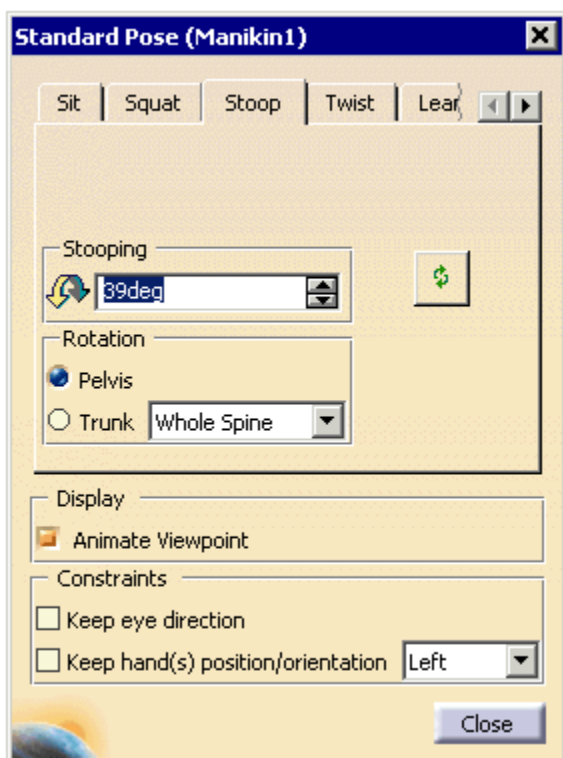 Standard Pose (Manikin1)
Sit Squat Stoop Twist Lear
Stooping
39deg
Rotation
Pelvis
Trunk Whole Spine
Display
Animate Viewpoint
Constraints
Keep eye direction
Keep hand(s) position/orientation Left
Close